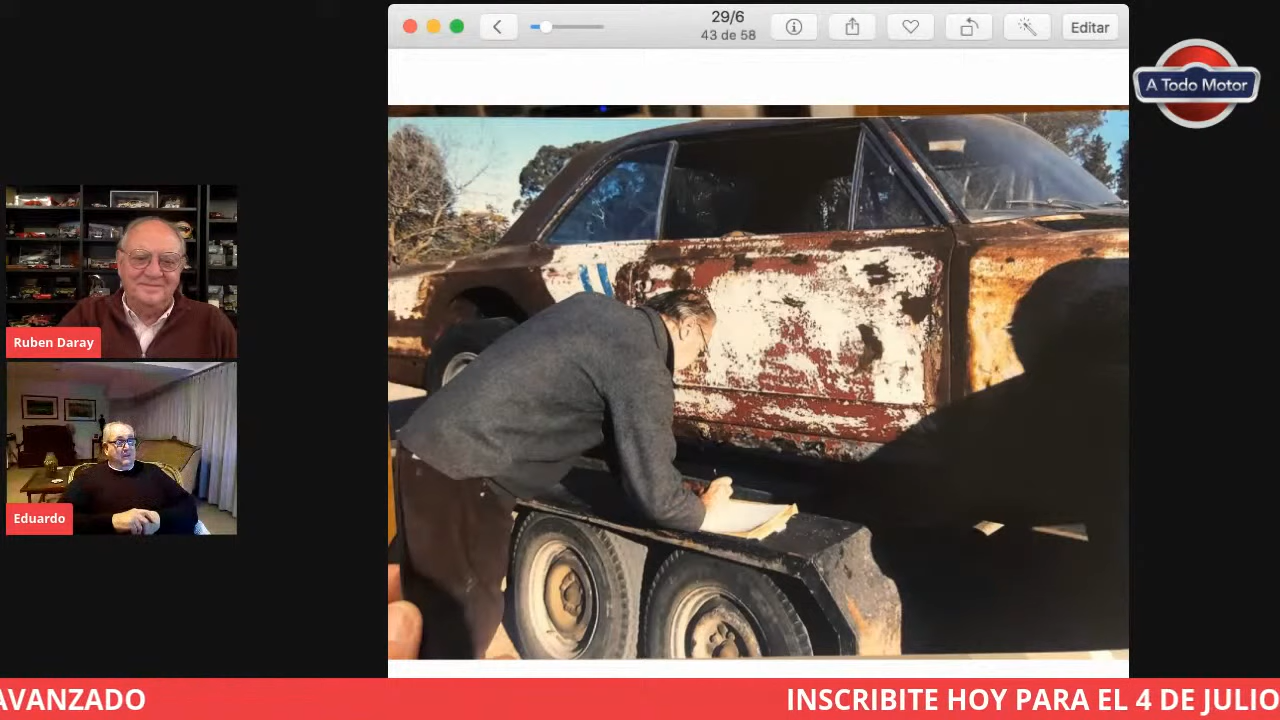 29/6
43 de 58
Editar
A Todo Motor
Ruben Daray
Eduardo
AVANZADO
INSCRIBITE HOY PARA EL 4 DE JULIO